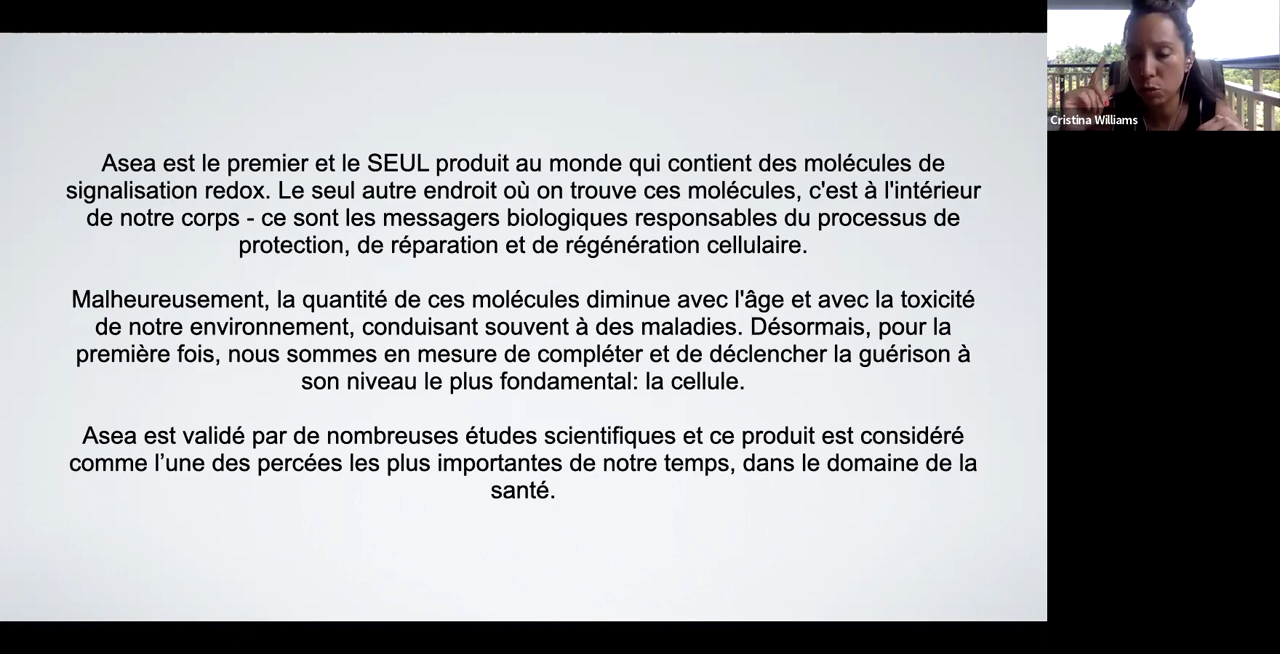 Asea est le premier et le SEUL produit au monde qui contient des molécules de
signalisation redox. Le seul autre endroit où on trouve ces molécules, c'est à l'intérieur
de notre corps - ce sont les messagers biologiques responsables du processus de
protection, de réparation et de régénération cellulaire.
Malheureusement, la quantité de ces molécules diminue avec l'âge et avec la toxicité
de notre environnement, conduisant souvent à des maladies. Désormais, pour la
première fois, nous sommes en mesure de compléter et de déclencher la guérison à
son niveau le plus fondamental: la cellule.
Asea est validé par de nombreuses études scientifiques et ce produit est considéré
comme l’une des percées les plus importantes de notre temps, dans le domaine de la
santé.
Cristina Williams